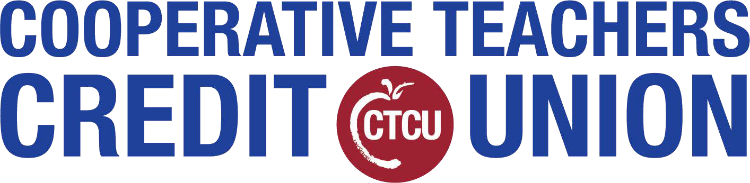 COOPERATIVE TEACHERS
CREDIT CTCU UNION